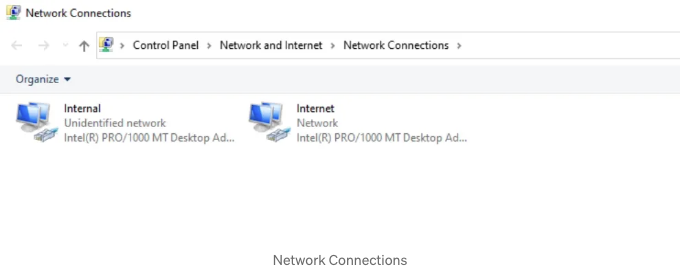 Network Connections
Control Panel > Network and Internet > Network Connections >
Organize
Internal
Unidentified network
Intel(R) PRO/1000 MT Desktop Ad...
Internet
Network
Intel(R) PRO/1000 MT Desktop Ad...
Network Connections